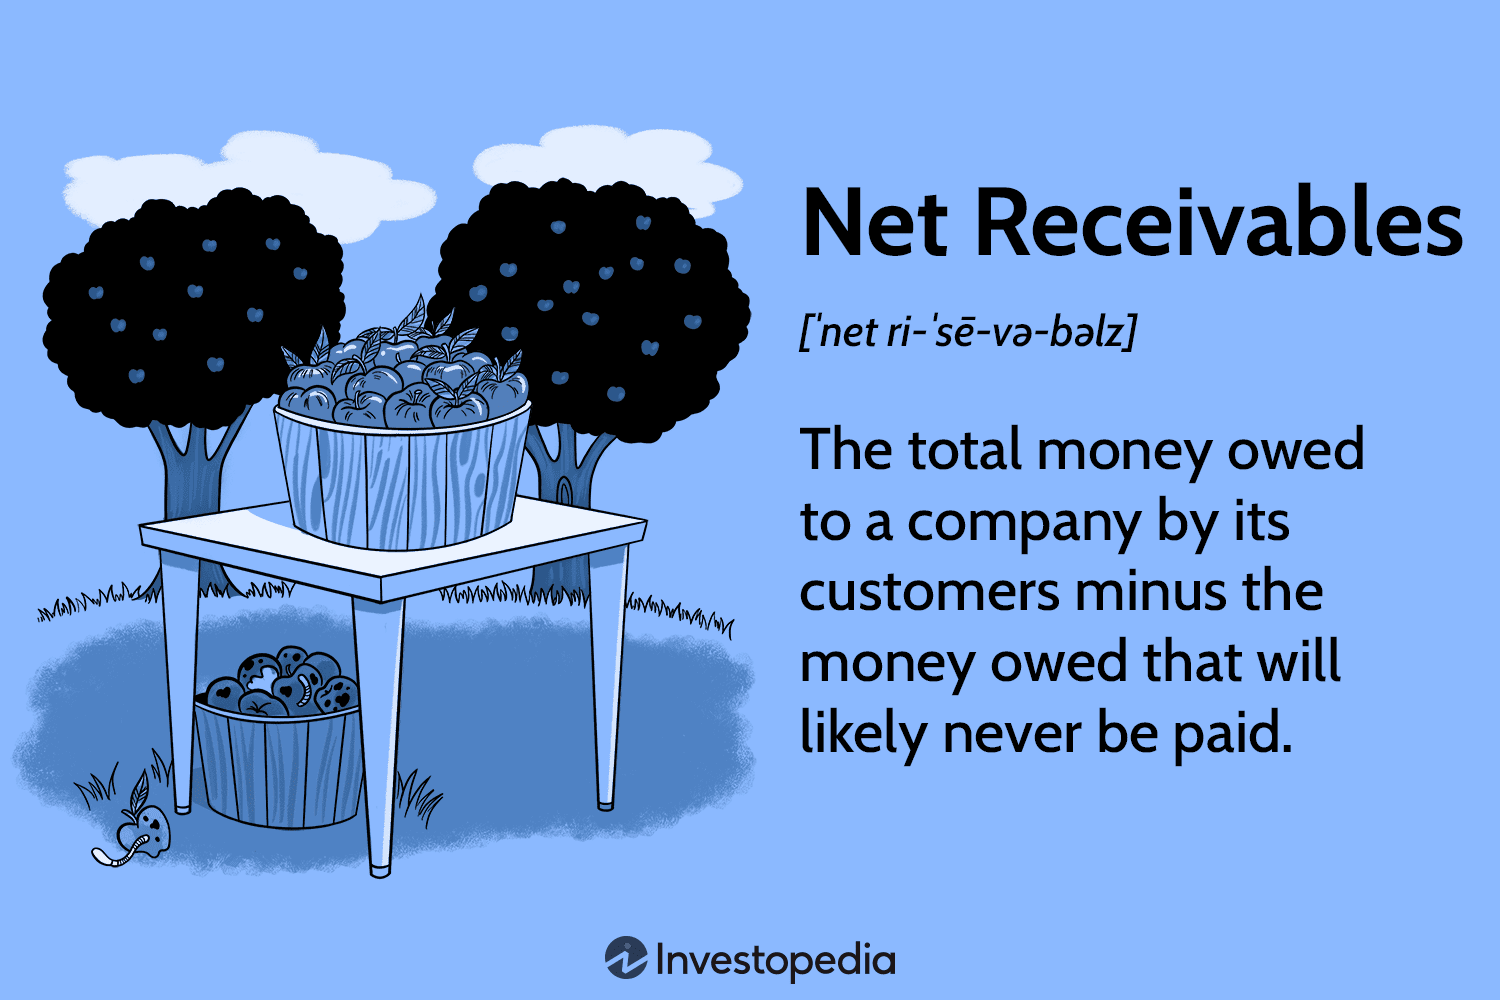 Net Receivables
[ˈnet ri-ˈsē-və-bəlz]
The total money owed
to a company by its
customers minus the
money owed that will
likely never be paid.
Investopedia